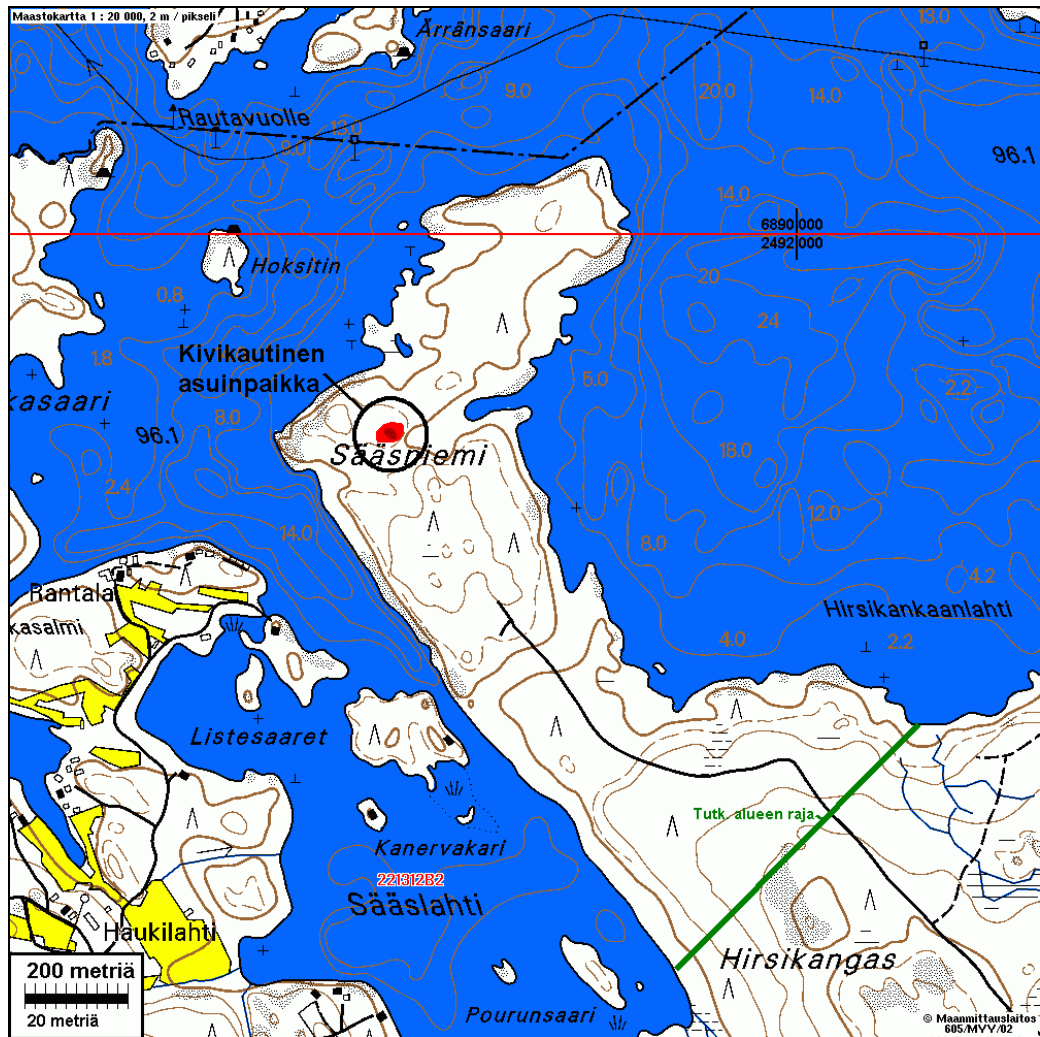 Maastokartta 1 : 20 000, 2 m / pikseli
Ärränsaari
13.0
9.0
20.0
14.0
Rautavuolle
13.0
9.0
96.1
14.0
6890 000
2492 000
Hoksitin
20
0.8
24
Kivikautinen
asuinpaikka
1.8
5.0
2.2
kasaari
8.0
96.1
Sääsniemi
18.0
2.4
12.0
14.0
8.0
4.2
Rantala
Hirsikankaanlahti
kasalmi
4.0
2.2
Listesaaret
Tutk. alueen raja
Kanervakari
221312B2
Sääslahti
Haukilahti
Hirsikangas
200 metriä
20 metriä
Pourunsaari
© Maanmittauslaitos
605/MYY/02